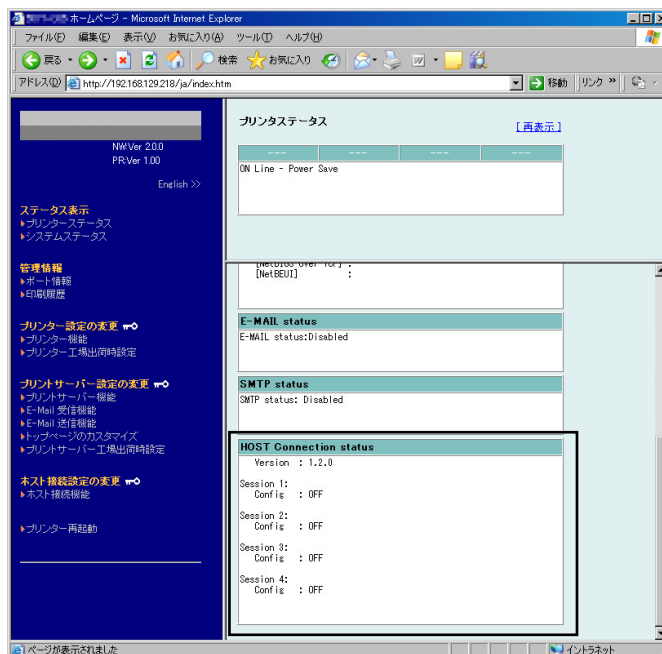 ホームページ - Microsoft Internet Explorer
ファイル(F) 編集(E) 表示(V) お気に入り(A) ツール(T) ヘルプ(H)
戻る 検索 お気に入り
アドレス(D) http://192.168.129.218/ja/index.htm 移動 リンク »
NW:Ver 2.0.0
PR:Ver 1.00
English >>
ステータス表示
プリンターステータス
システムステータス
管理情報
ポート情報
印刷履歴
プリンター設定の変更
プリンター機能
プリンター工場出荷時設定
プリントサーバー設定の変更
プリントサーバー機能
E-Mail 受信機能
E-Mail 送信機能
トップページのカスタマイズ
プリントサーバー工場出荷時設定
ホスト接続設定の変更
ホスト接続機能
プリンター再起動
プリンタステータス
[再表示]
--- --- --- ---
ON Line - Power Save
[NetBIOS over TCP] :
[NetBEUI] :
E-MAIL status
E-MAIL status:Disabled
SMTP status
SMTP status: Disabled
HOST Connection status
Version : 1.2.0
Session 1:
Config : OFF
Session 2:
Config : OFF
Session 3:
Config : OFF
Session 4:
Config : OFF
ページが表示されました
イントラネット